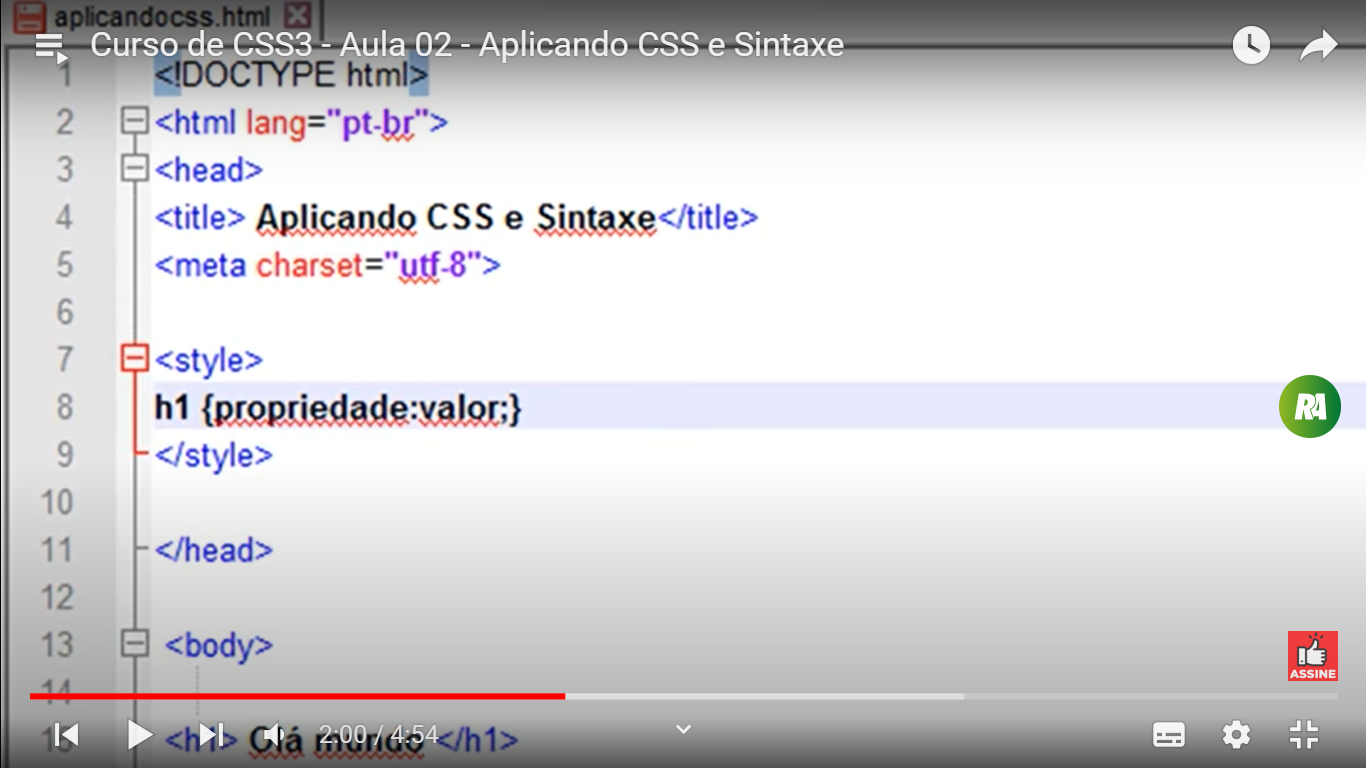 aplicandocss.html
Curso de CSS3 - Aula 02 - Aplicando CSS e Sintaxe
1 <!DOCTYPE html>
2 <html lang="pt-br">
3 <head>
4 <title> Aplicando CSS e Sintaxe</title>
5 <meta charset="utf-8">
6
7 <style>
8 h1 {propriedade:valor;}
RA
9 </style>
10
11 </head>
12
13 <body>
ASSINE
14
15 <h1> Olá mundo </h1>
2:00 / 4:54